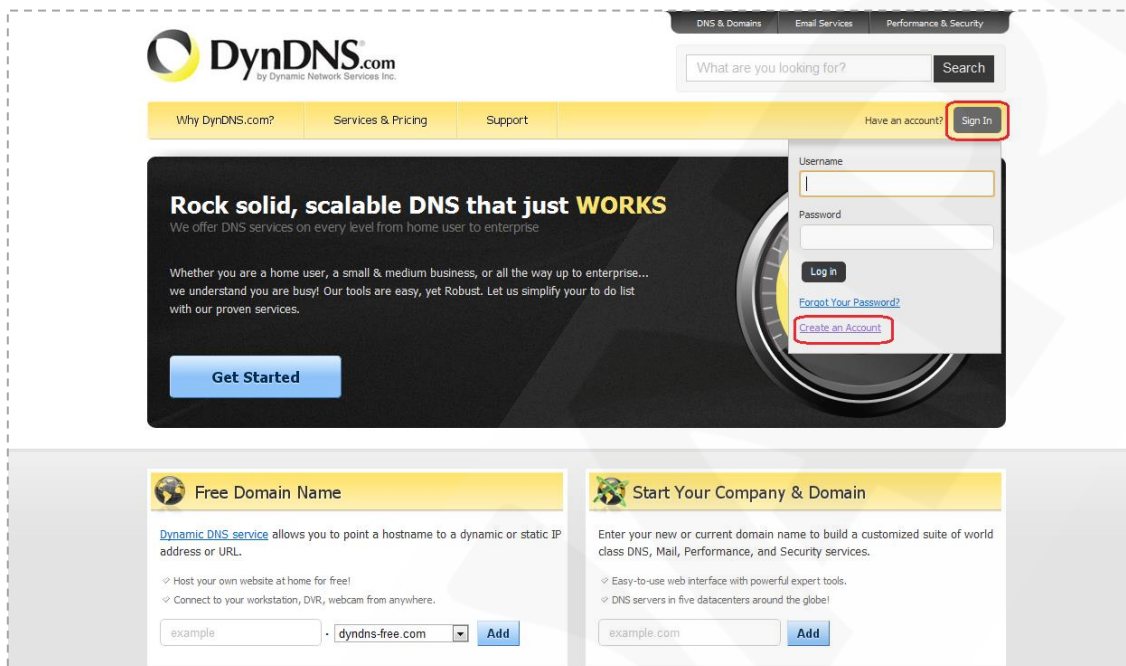 DNS & Domains Email Services Performance & Security
DynDNS.com
by Dynamic Network Services Inc.
What are you looking for? Search
Why DynDNS.com? Services & Pricing Support Have an account? Sign In
Username
Password
Log in
Forgot Your Password?
Create an Account
Rock solid, scalable DNS that just WORKS
We offer DNS services on every level from home user to enterprise
Whether you are a home user, a small & medium business, or all the way up to enterprise...
we understand you are busy! Our tools are easy, yet Robust. Let us simplify your to do list
with our proven services.
Get Started
Free Domain Name
Dynamic DNS service allows you to point a hostname to a dynamic or static IP
address or URL.
Host your own website at home for free!
Connect to your workstation, DVR, webcam from anywhere.
example . dyndns-free.com Add
Start Your Company & Domain
Enter your new or current domain name to build a customized suite of world
class DNS, Mail, Performance, and Security services.
Easy-to-use web interface with powerful expert tools.
DNS servers in five datacenters around the globe!
example.com Add